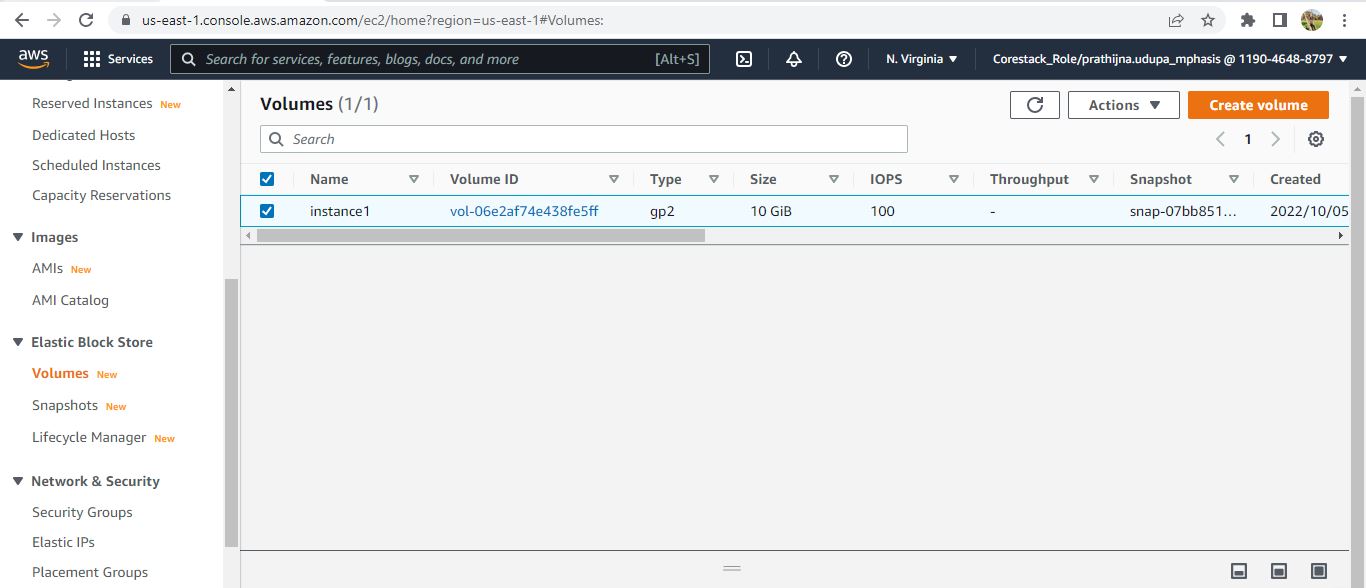 us-east-1.console.aws.amazon.com/ec2/home?region=us-east-1#Volumes:
aws Services Search for services, features, blogs, docs, and more [Alt+S] N. Virginia Corestack_Role/prathijna.udupa_mphasis @ 1190-4648-8797
Reserved Instances New
Dedicated Hosts
Scheduled Instances
Capacity Reservations
Images
AMIs New
AMI Catalog
Elastic Block Store
Volumes New
Snapshots New
Lifecycle Manager New
Network & Security
Security Groups
Elastic IPs
Placement Groups
Volumes (1/1) Actions Create volume
Search 1
Name Volume ID Type Size IOPS Throughput Snapshot Created
instance1 vol-06e2af74e438fe5ff gp2 10 GiB 100 - snap-07bb851... 2022/10/05